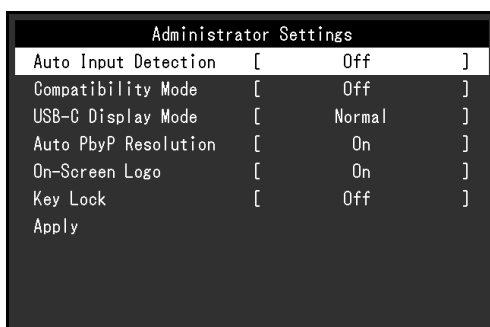 Administrator Settings
Auto Input Detection [ Off ]
Compatibility Mode [ Off ]
USB-C Display Mode [ Normal ]
Auto PbyP Resolution [ On ]
On-Screen Logo [ On ]
Key Lock [ Off ]
Apply